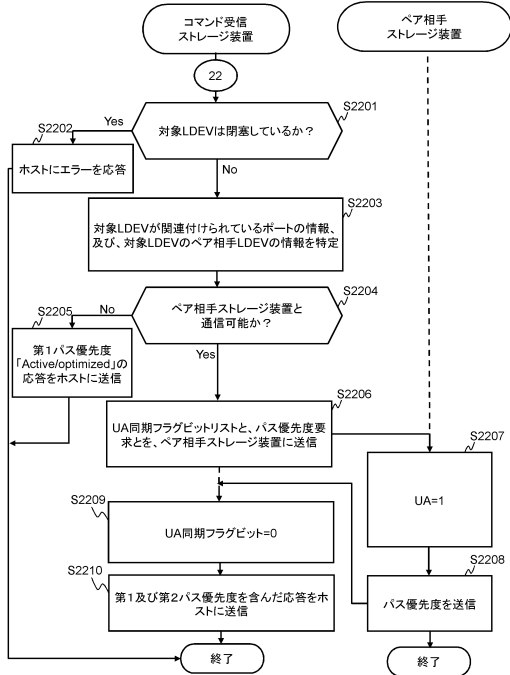 コマンド受信
ストレージ装置
ペア相手
ストレージ装置
22
S2201
対象LDEVは閉塞しているか?
Yes
S2202
ホストにエラーを応答
No
S2203
対象LDEVが関連付けられているポートの情報、
及び、対象LDEVのペア相手LDEVの情報を特定
S2204
ペア相手ストレージ装置と
通信可能か?
No
S2205
第1パス優先度
「Active/optimized」の
応答をホストに送信
Yes
S2206
UA同期フラグビットリストと、パス優先度要
求とを、ペア相手ストレージ装置に送信
S2207
UA=1
S2209
UA同期フラグビット=0
S2208
パス優先度を送信
S2210
第1及び第2パス優先度を含んだ応答をホ
ストに送信
終了
終了